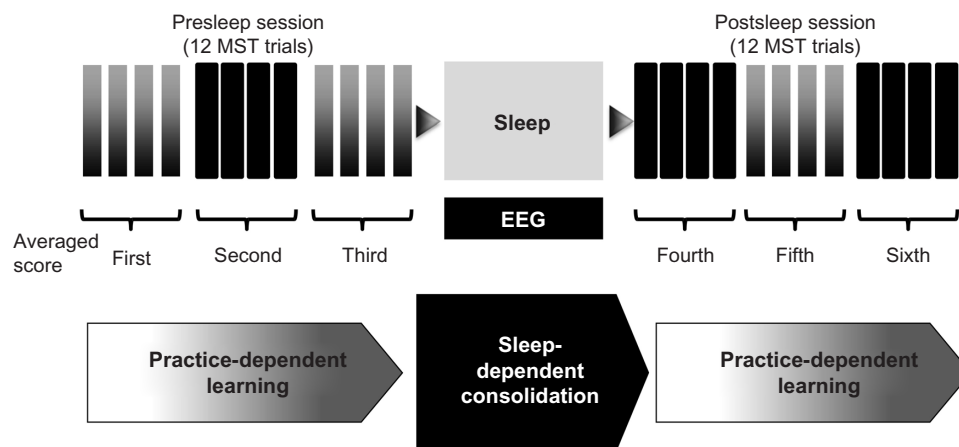 Presleep session
(12 MST trials)
Postsleep session
(12 MST trials)
Sleep
EEG
Averaged
score
First
Second
Third
Fourth
Fifth
Sixth
Practice-dependent
learning
Sleep-
dependent
consolidation
Practice-dependent
learning